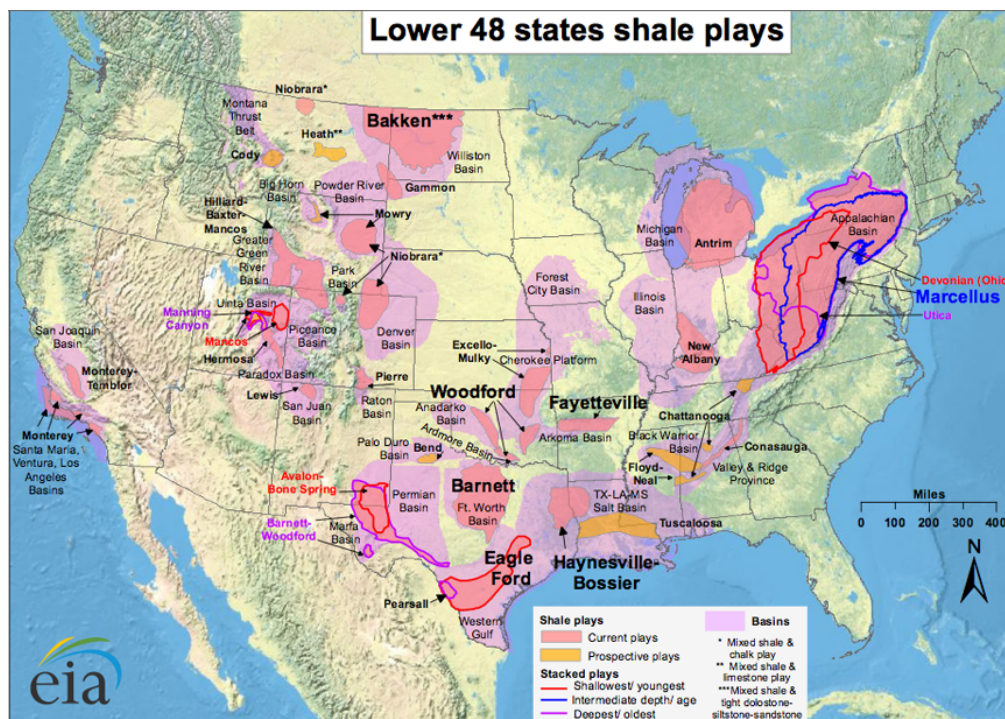 Lower 48 states shale plays
Niobrara*
Montana
Thrust
Belt
Bakken***
Heath**
Cody
Williston
Basin
Big Horn
Basin
Powder River
Basin
Gammon
Hilliard-
Baxter-
Mancos
Mowry
Greater
Green
River
Basin
Park
Basin
Niobrara*
Michigan
Basin
Antrim
Appalachian
Basin
Devonian (Ohio
Marcellus
Utica
Forest
City Basin
Illinois
Basin
Uinta Basin
Manning
Canyon
Mancos
Piceance
Basin
Denver
Basin
San Joaquin
Basin
Hermosa
Excello-
Mulky
Cherokee Platform
New
Albany
Monterey-
Temblor
Paradox Basin
Pierre
Lewis
San Juan
Basin
Raton
Basin
Woodford
Anadarko
Basin
Fayetteville
Chattanooga
Arkoma Basin
Black Warrior
Basin
Conasauga
Monterey
Santa Maria,
Ventura, Los
Angeles
Basins
Palo Duro
Basin
Bend
Ardmore Basin
Floyd-
Neal
Valley & Ridge
Province
Avalon-
Bone Spring
Permian
Basin
Barnett
Ft. Worth
Basin
TX-LA-MS
Salt Basin
Tuscaloosa
Barnett-
Woodford
Marfa
Basin
Eagle
Ford
Haynesville-
Bossier
Pearsall
Western
Gulf
Miles
0 100 200 300 400
N
Shale plays
Current plays
Prospective plays
Stacked plays
Shallowest/ youngest
Intermediate depth/ age
Deepest/ oldest
Basins
* Mixed shale &
chalk play
** Mixed shale &
limestone play
***Mixed shale &
tight dolostone-
siltstone-sandstone
eia